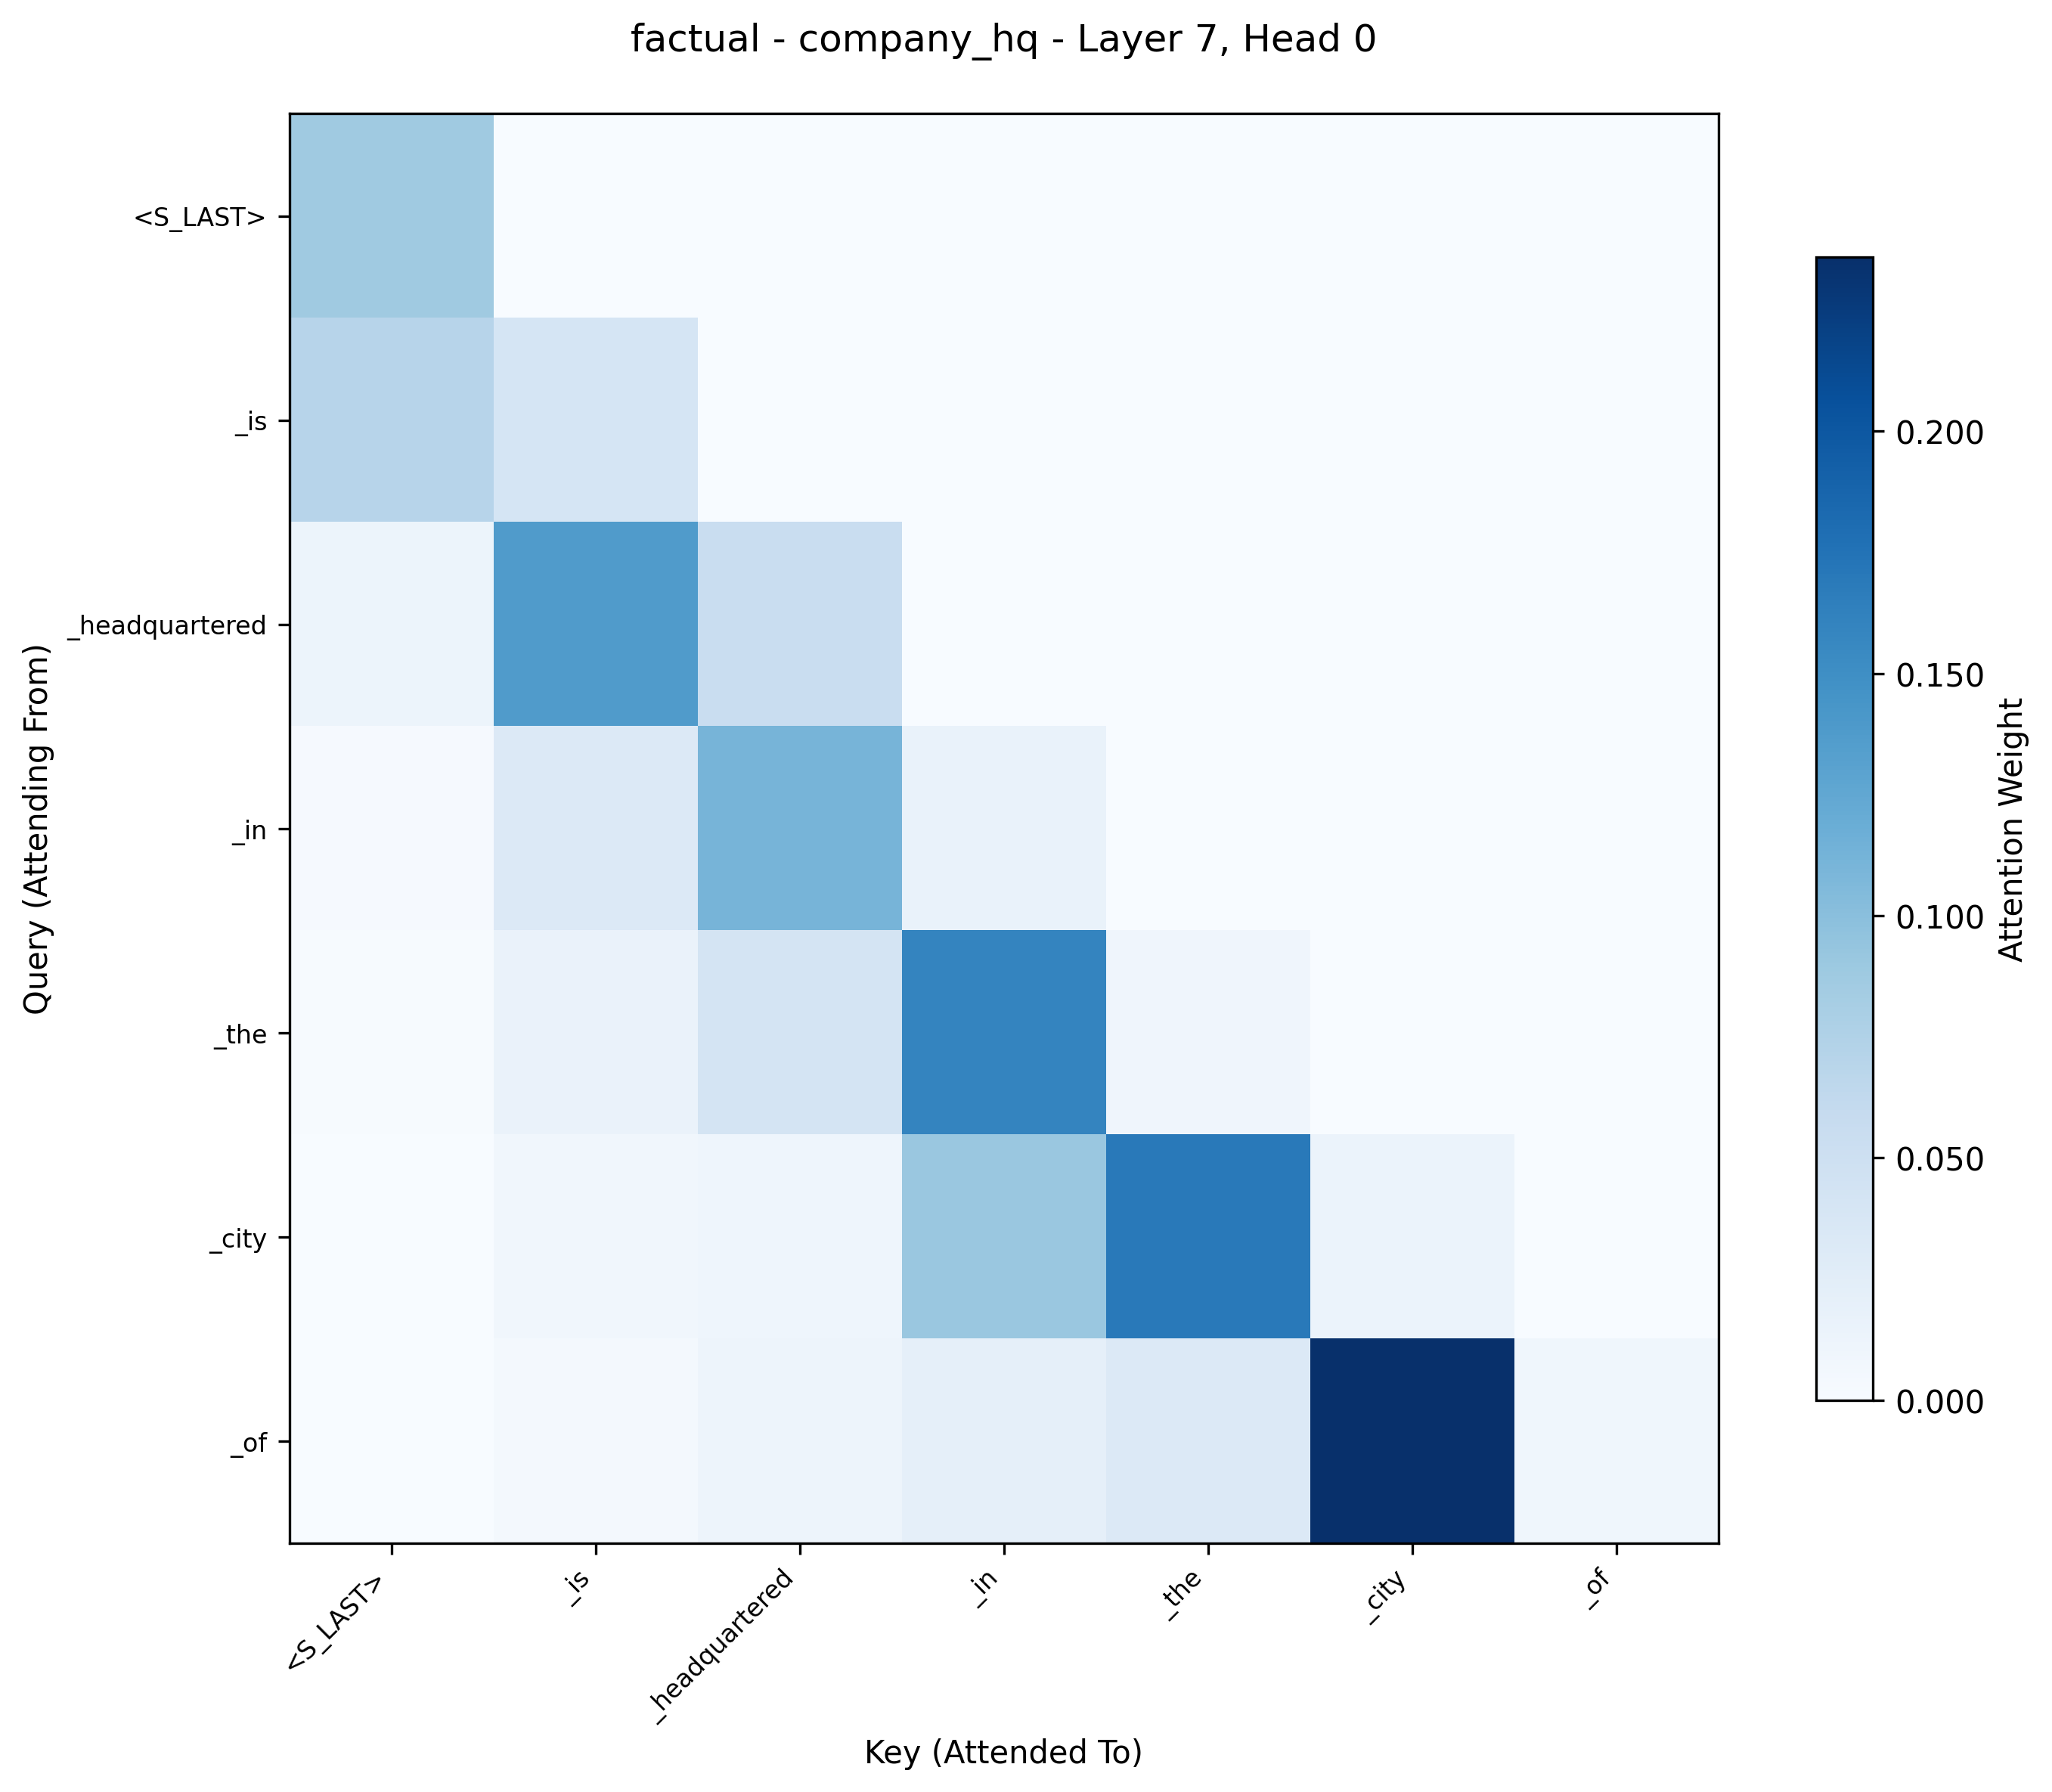 factual - company_hq - Layer 7, Head 0
<S_LAST>
_is
_headquartered
_in
_the
_city
_of
Query (Attending From)
<S_LAST>
_is
_headquartered
_in
_the
_city
_of
Key (Attended To)
0.200
0.150
0.100
0.050
0.000
Attention Weight